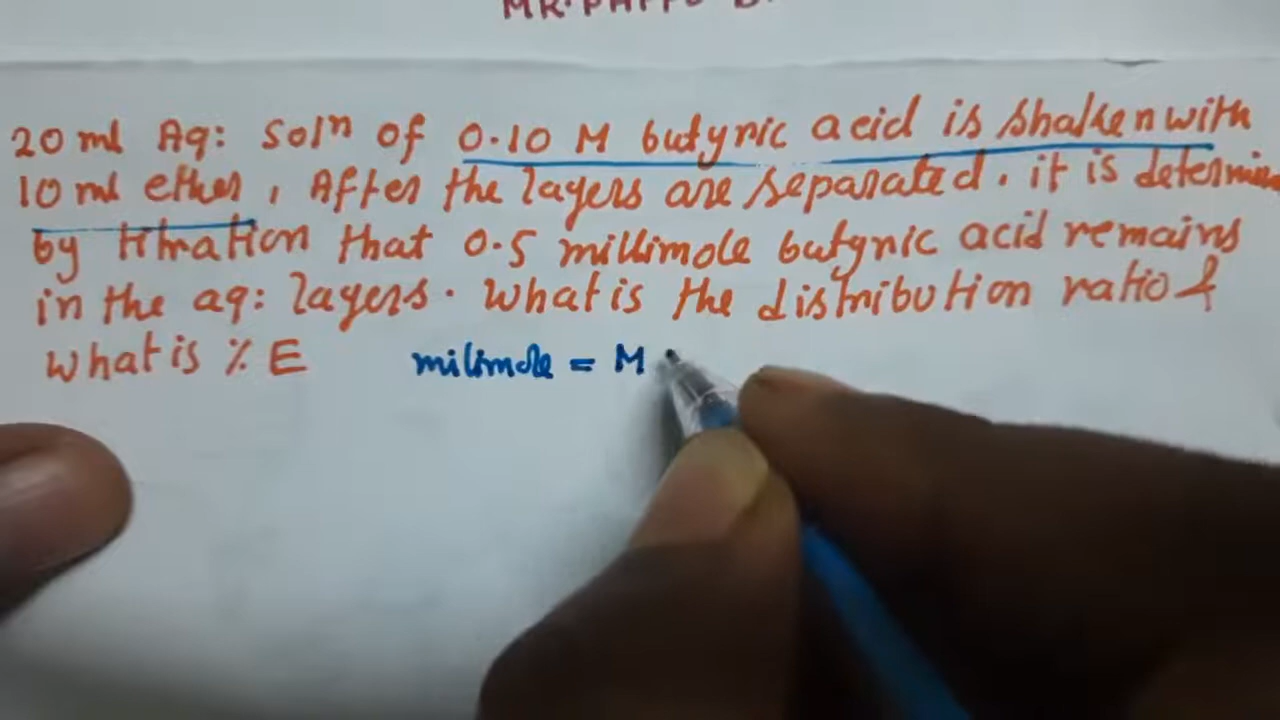 20 ml Aq: Solⁿ of 0.10 M butyric acid is shaken with
10 ml ether, After the layers are separated. it is
by titration that 0.5 millimole butyric acid remains
in the aq: layers. What is the distribution ratio &
what is % E
milimole = M